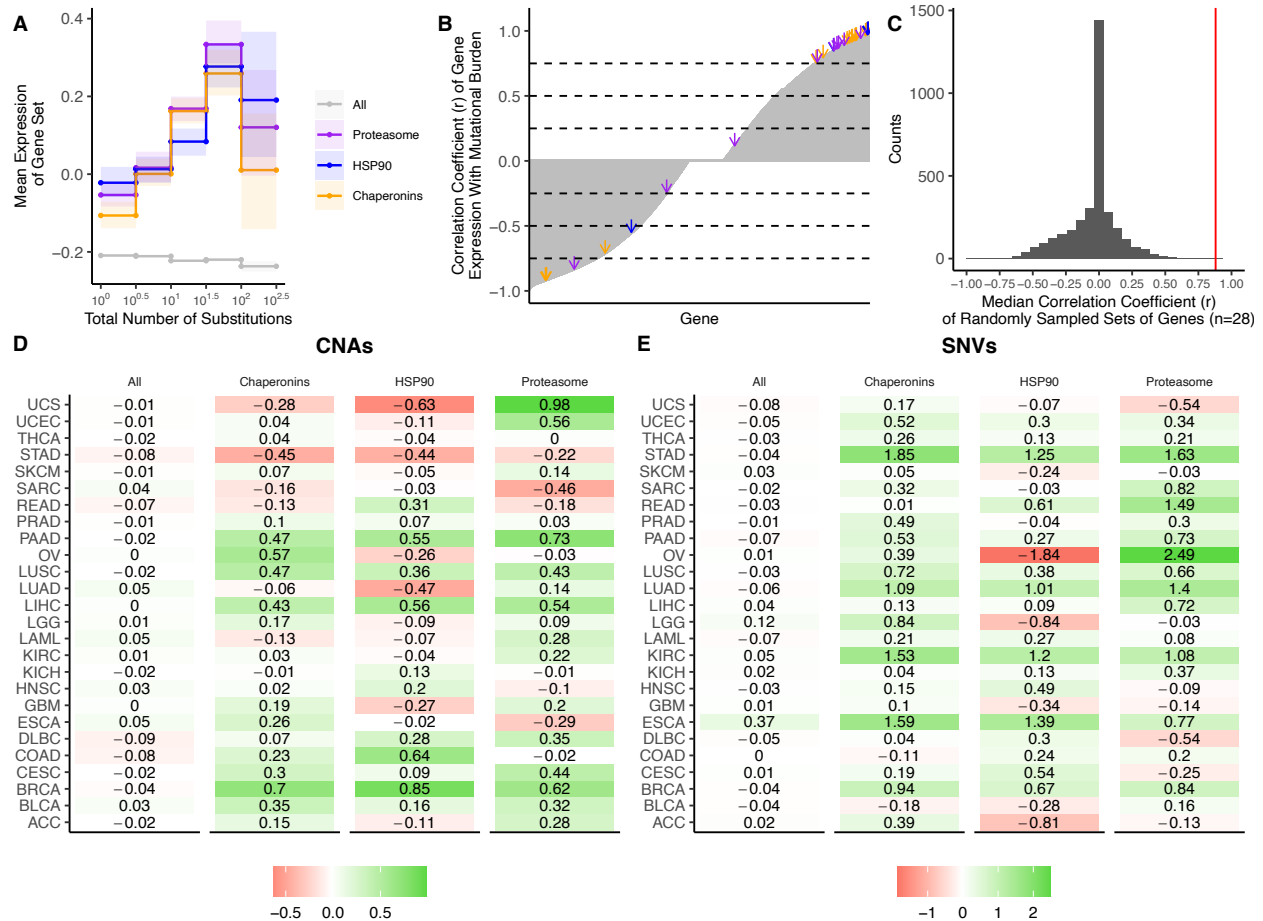 A
Mean Expression
of Gene Set
0.4
0.2
0.0
−0.2
10^0 10^0.5 10^1 10^1.5 10^2 10^2.5
Total Number of Substitutions
All
Proteasome
HSP90
Chaperonins
B
Correlation Coefficient (r) of Gene
Expression With Mutational Burden
1.0
0.5
0.0
−0.5
−1.0
Gene
C
Counts
1500
1000
500
0
−1.00 −0.75 −0.50 −0.25 0.00 0.25 0.50 0.75 1.00
Median Correlation Coefficient (r)
of Randomly Sampled Sets of Genes (n=28)
D
CNAs
All Chaperonins HSP90 Proteasome
UCS −0.01 −0.28 −0.63 0.98
UCEC −0.01 0.04 −0.11 0.56
THCA −0.02 0.04 −0.04 0
STAD −0.08 −0.45 −0.44 −0.22
SKCM −0.01 0.07 −0.05 0.14
SARC 0.04 −0.16 −0.03 −0.46
READ −0.07 −0.13 0.31 −0.18
PRAD −0.01 0.1 0.07 0.03
PAAD −0.02 0.47 0.55 0.73
OV 0 0.57 −0.26 −0.03
LUSC −0.02 0.47 0.36 0.43
LUAD 0.05 −0.06 −0.47 0.14
LIHC 0 0.43 0.56 0.54
LGG 0.01 0.17 −0.09 0.09
LAML 0.05 −0.13 −0.07 0.28
KIRC 0.01 0.03 −0.04 0.22
KICH −0.02 −0.01 0.13 −0.01
HNSC 0.03 0.02 0.2 −0.1
GBM 0 0.19 −0.27 0.2
ESCA 0.05 0.26 −0.02 −0.29
DLBC −0.09 0.07 0.28 0.35
COAD −0.08 0.23 0.64 −0.02
CESC −0.02 0.3 0.09 0.44
BRCA −0.04 0.7 0.85 0.62
BLCA 0.03 0.35 0.16 0.32
ACC −0.02 0.15 −0.11 0.28
−0.5 0.0 0.5
E
SNVs
All Chaperonins HSP90 Proteasome
UCS −0.08 0.17 −0.07 −0.54
UCEC −0.05 0.52 0.3 0.34
THCA −0.03 0.26 0.13 0.21
STAD −0.04 1.85 1.25 1.63
SKCM 0.03 0.05 −0.24 −0.03
SARC −0.02 0.32 −0.03 0.82
READ −0.03 0.01 0.61 1.49
PRAD −0.01 0.49 −0.04 0.3
PAAD −0.07 0.53 0.27 0.73
OV 0.01 0.39 −1.84 2.49
LUSC −0.03 0.72 0.38 0.66
LUAD −0.06 1.09 1.01 1.4
LIHC 0.04 0.13 0.09 0.72
LGG 0.12 0.84 −0.84 −0.03
LAML −0.07 0.21 0.27 0.08
KIRC 0.05 1.53 1.2 1.08
KICH 0.02 0.04 0.13 0.37
HNSC −0.03 0.15 0.49 −0.09
GBM 0.01 0.1 −0.34 −0.14
ESCA 0.37 1.59 1.39 0.77
DLBC −0.05 0.04 0.3 −0.54
COAD 0 −0.11 0.24 0.2
CESC 0.01 0.19 0.54 −0.25
BRCA −0.04 0.94 0.67 0.84
BLCA −0.04 −0.18 −0.28 0.16
ACC 0.02 0.39 −0.81 −0.13
−1 0 1 2